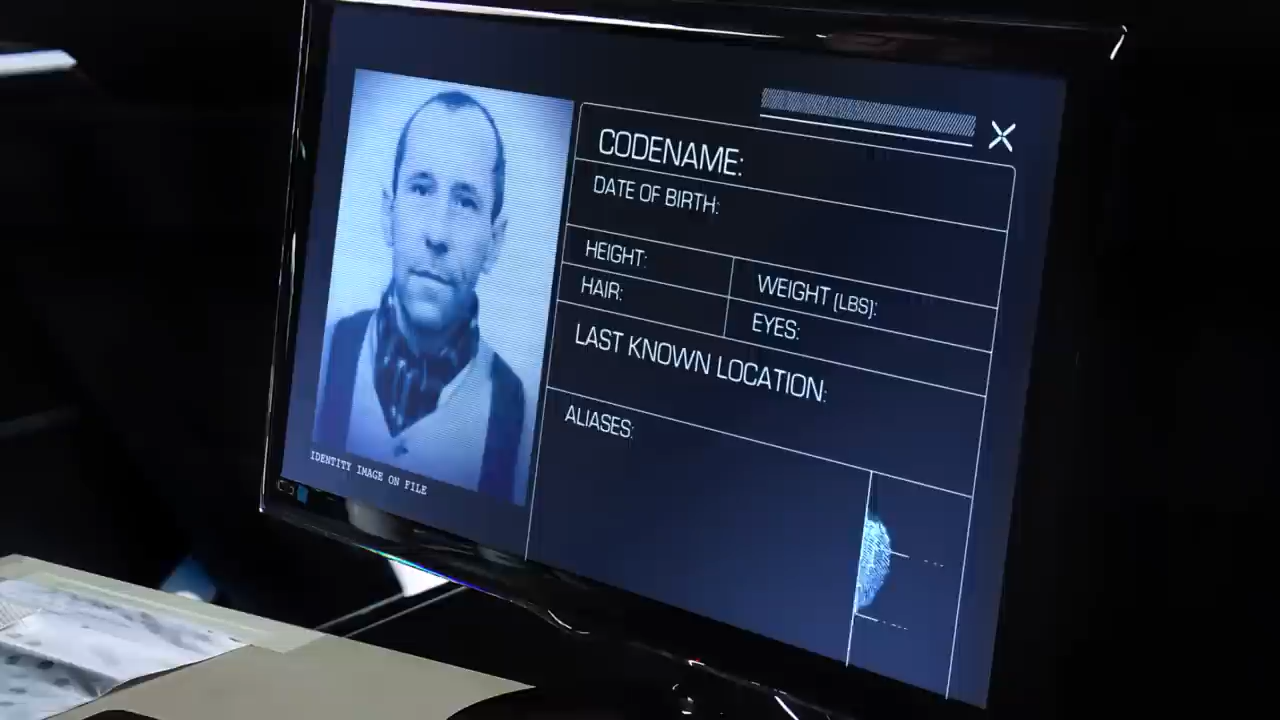 CODENAME:
DATE OF BIRTH:
HEIGHT:
WEIGHT (LBS):
HAIR:
EYES:
LAST KNOWN LOCATION:
ALIASES:
IDENTITY IMAGE ON FILE